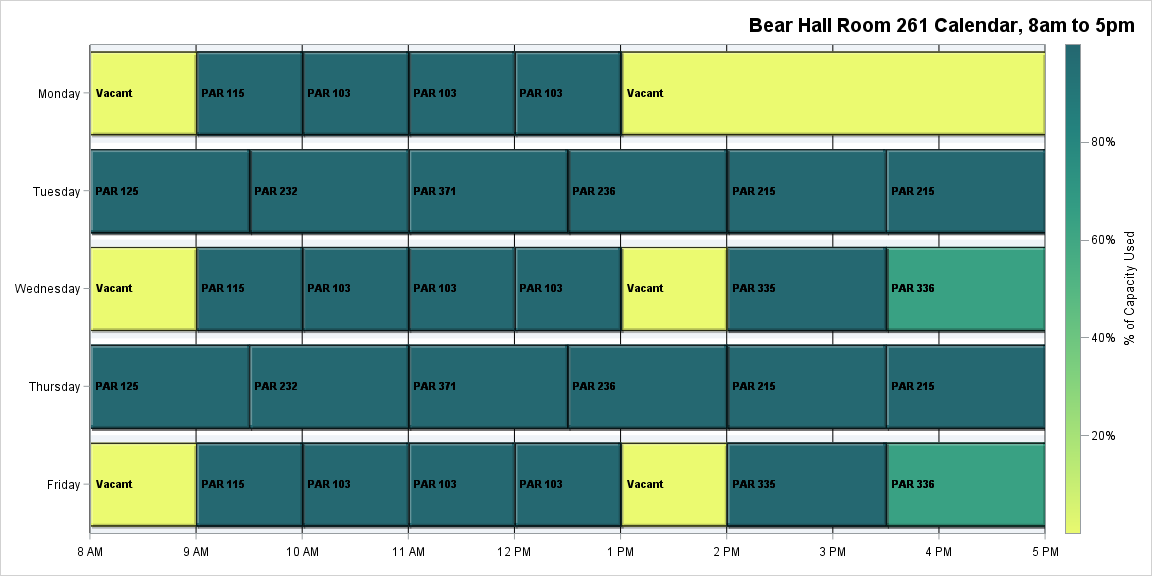 Bear Hall Room 261 Calendar, 8am to 5pm
Monday
Vacant
PAR 115
PAR 103
PAR 103
PAR 103
Vacant
Tuesday
PAR 125
PAR 232
PAR 371
PAR 236
PAR 215
PAR 215
Wednesday
Vacant
PAR 115
PAR 103
PAR 103
PAR 103
Vacant
PAR 335
PAR 336
Thursday
PAR 125
PAR 232
PAR 371
PAR 236
PAR 215
PAR 215
Friday
Vacant
PAR 115
PAR 103
PAR 103
PAR 103
Vacant
PAR 335
PAR 336
8 AM
9 AM
10 AM
11 AM
12 PM
1 PM
2 PM
3 PM
4 PM
5 PM
80%
60%
40%
20%
% of Capacity Used